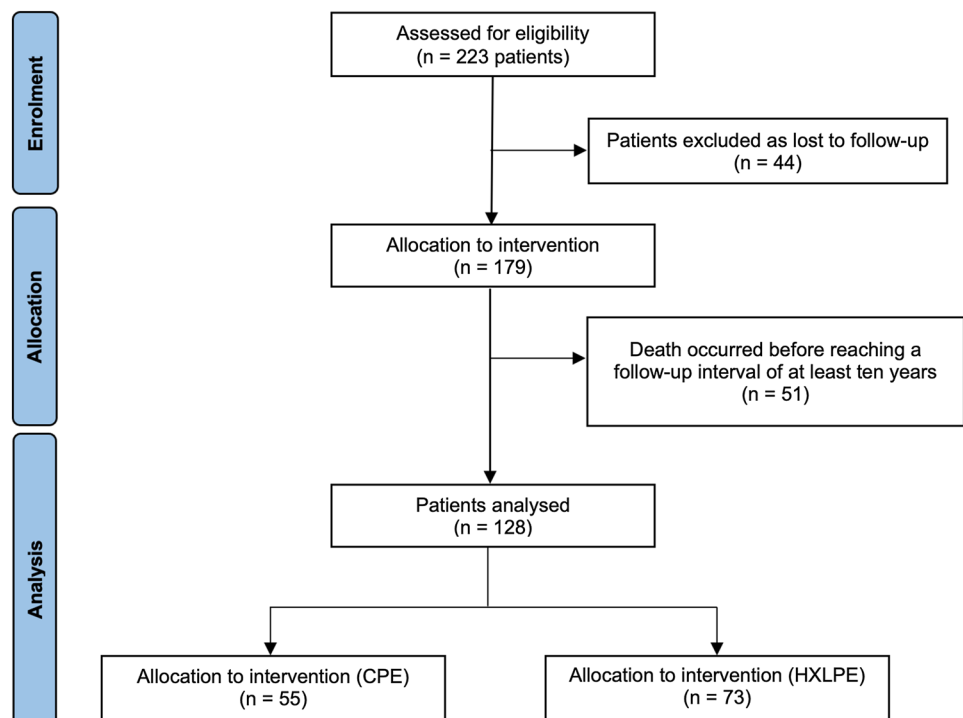 Enrolment
Assessed for eligibility
(n = 223 patients)
Patients excluded as lost to follow-up
(n = 44)
Allocation
Allocation to intervention
(n = 179)
Death occurred before reaching a
follow-up interval of at least ten years
(n = 51)
Analysis
Patients analysed
(n = 128)
Allocation to intervention (CPE)
(n = 55)
Allocation to intervention (HXLPE)
(n = 73)